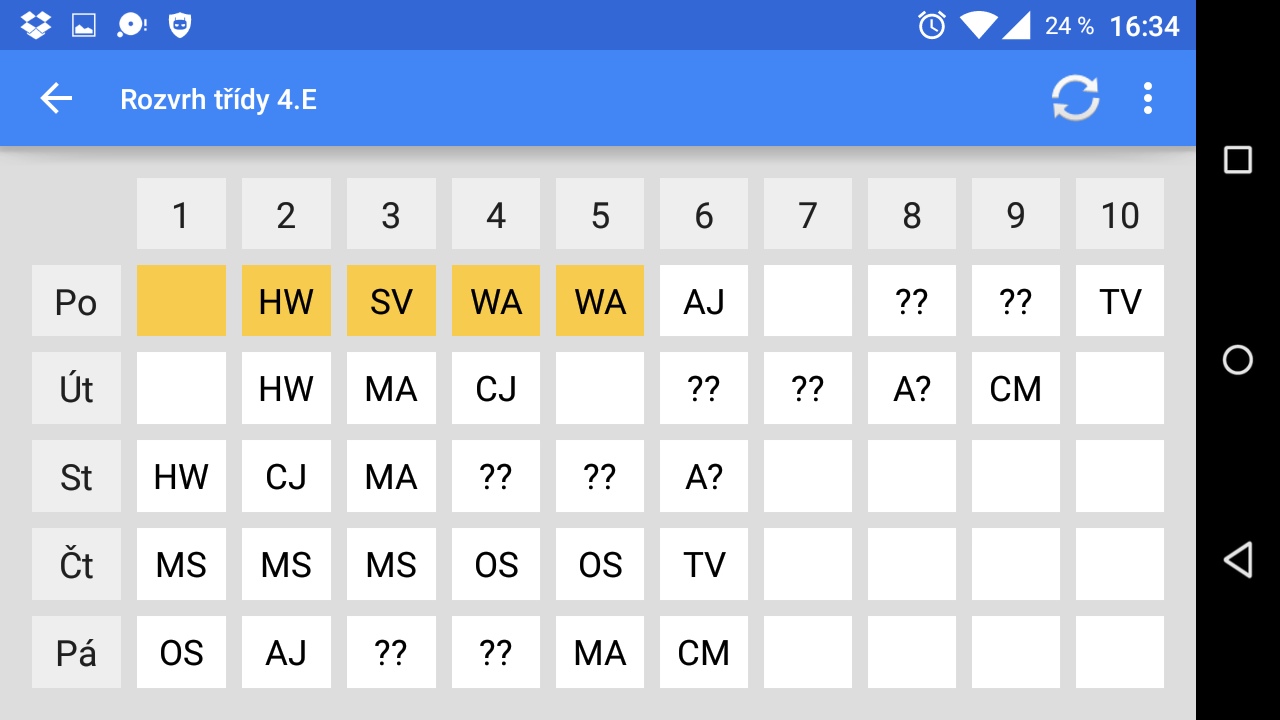 24 % 16:34
Rozvrh třídy 4.E
1 2 3 4 5 6 7 8 9 10
Po HW SV WA WA AJ ?? ?? TV
Út HW MA CJ ?? ?? A? CM
St HW CJ MA ?? ?? A?
Čt MS MS MS OS OS TV
Pá OS AJ ?? ?? MA CM